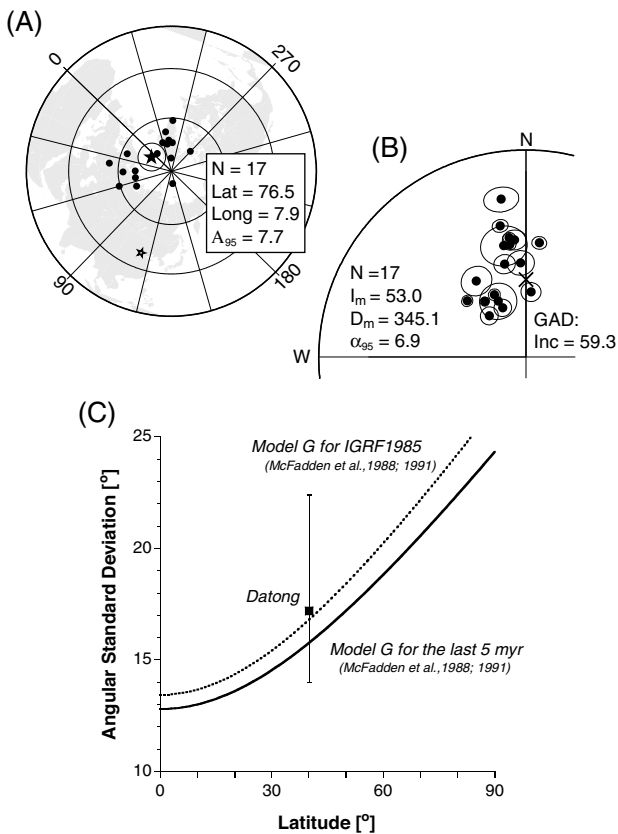 (A)
0
270
N = 17
Lat = 76.5
Long = 7.9
A95 = 7.7
90
180
(B)
N
N =17
Im = 53.0
Dm = 345.1
α95 = 6.9
GAD:
Inc = 59.3
W
(C)
25
20
15
10
Angular Standard Deviation [°]
Model G for IGRF1985
(McFadden et al.,1988; 1991)
Datong
Model G for the last 5 myr
(McFadden et al.,1988; 1991)
0
30
60
90
Latitude [°]